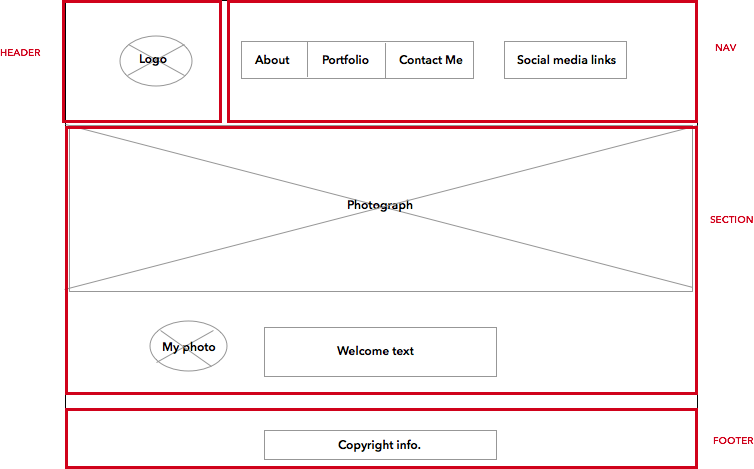 HEADER
Logo
About
Portfolio
Contact Me
Social media links
NAV
Photograph
SECTION
My photo
Welcome text
Copyright info.
FOOTER